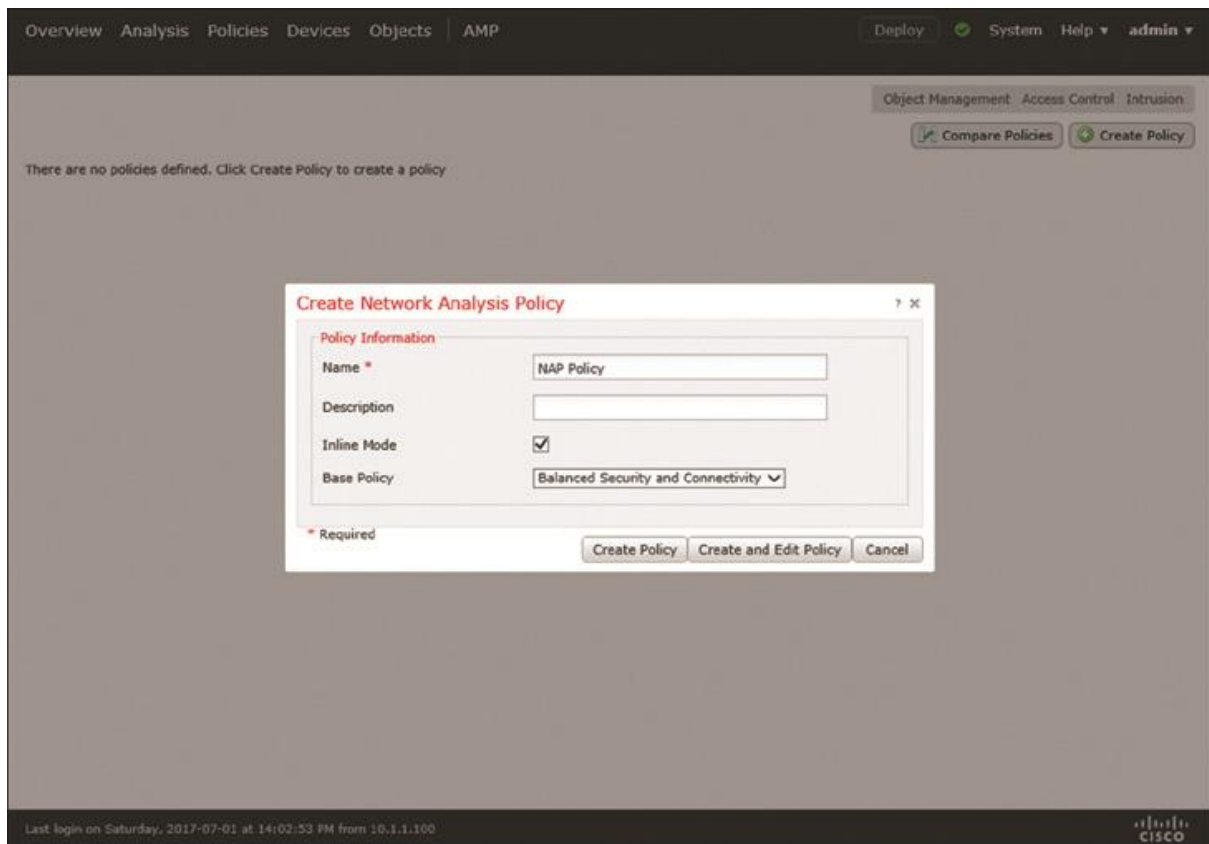 Overview Analysis Policies Devices Objects AMP Deploy System Help admin
Object Management Access Control Intrusion
Compare Policies Create Policy
There are no policies defined. Click Create Policy to create a policy
Create Network Analysis Policy ?
Policy Information
Name * NAP Policy
Description
Inline Mode
Base Policy Balanced Security and Connectivity
* Required
Create Policy Create and Edit Policy Cancel
Last login on Saturday, 2017-07-01 at 14:02:53 PM from 10.1.1.100
CISCO